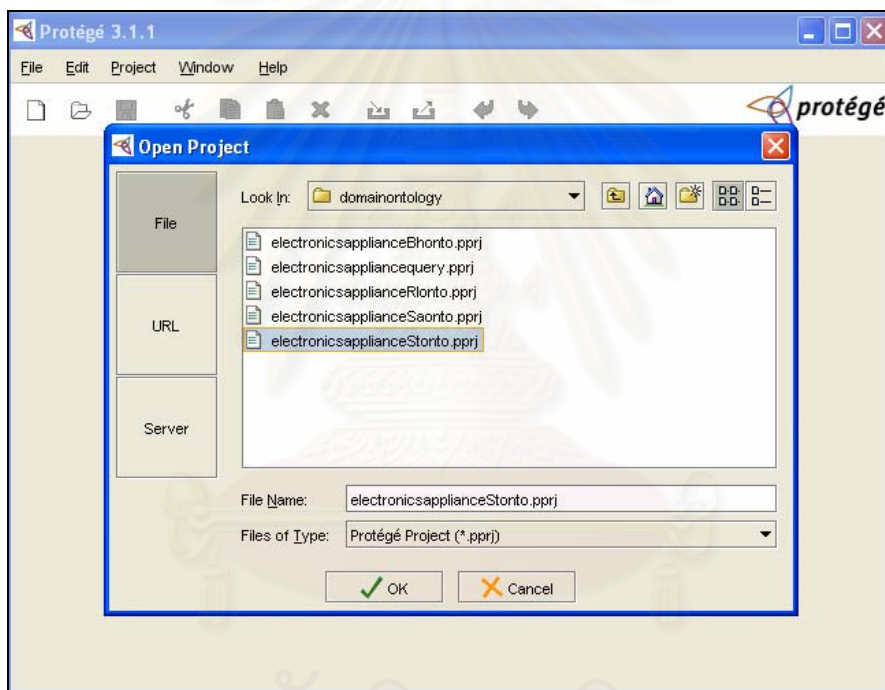 Protégé 3.1.1
File Edit Project Window Help
protégé
Open Project
File
URL
Server
Look In: domainontology
electronicsapplianceBhonto.pprj
electronicsappliancequery.pprj
electronicsapplianceRlonto.pprj
electronicsapplianceSaonto.pprj
electronicsapplianceStonto.pprj
File Name: electronicsapplianceStonto.pprj
Files of Type: Protégé Project (*.pprj)
OK Cancel